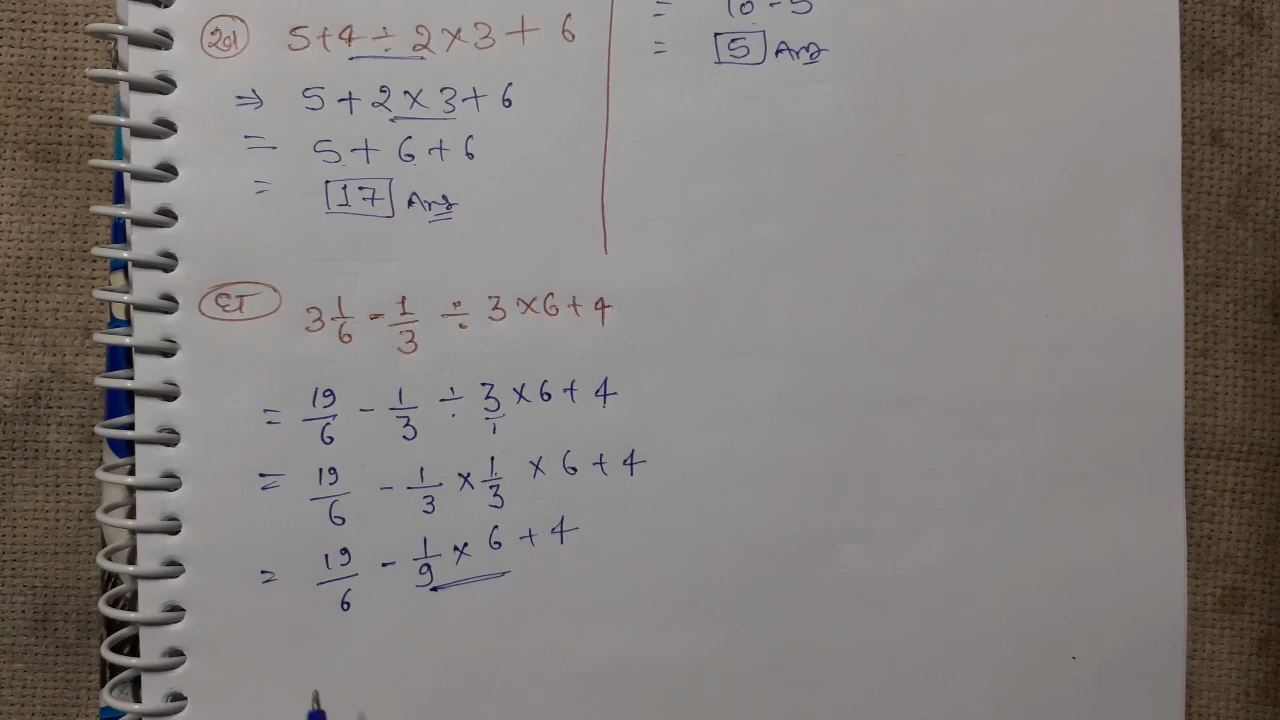 5+4÷2×3+6
⇒ 5+2×3+6
= 5+6+6
= 17 Ans
= 10-5
= 5 Ans
3 1/6 - 1/3 ÷ 3×6+4
= 19/6 - 1/3 ÷ 3/1 ×6+4
= 19/6 - 1/3 × 1/3 × 6+4
= 19/6 - 1/9 × 6+4